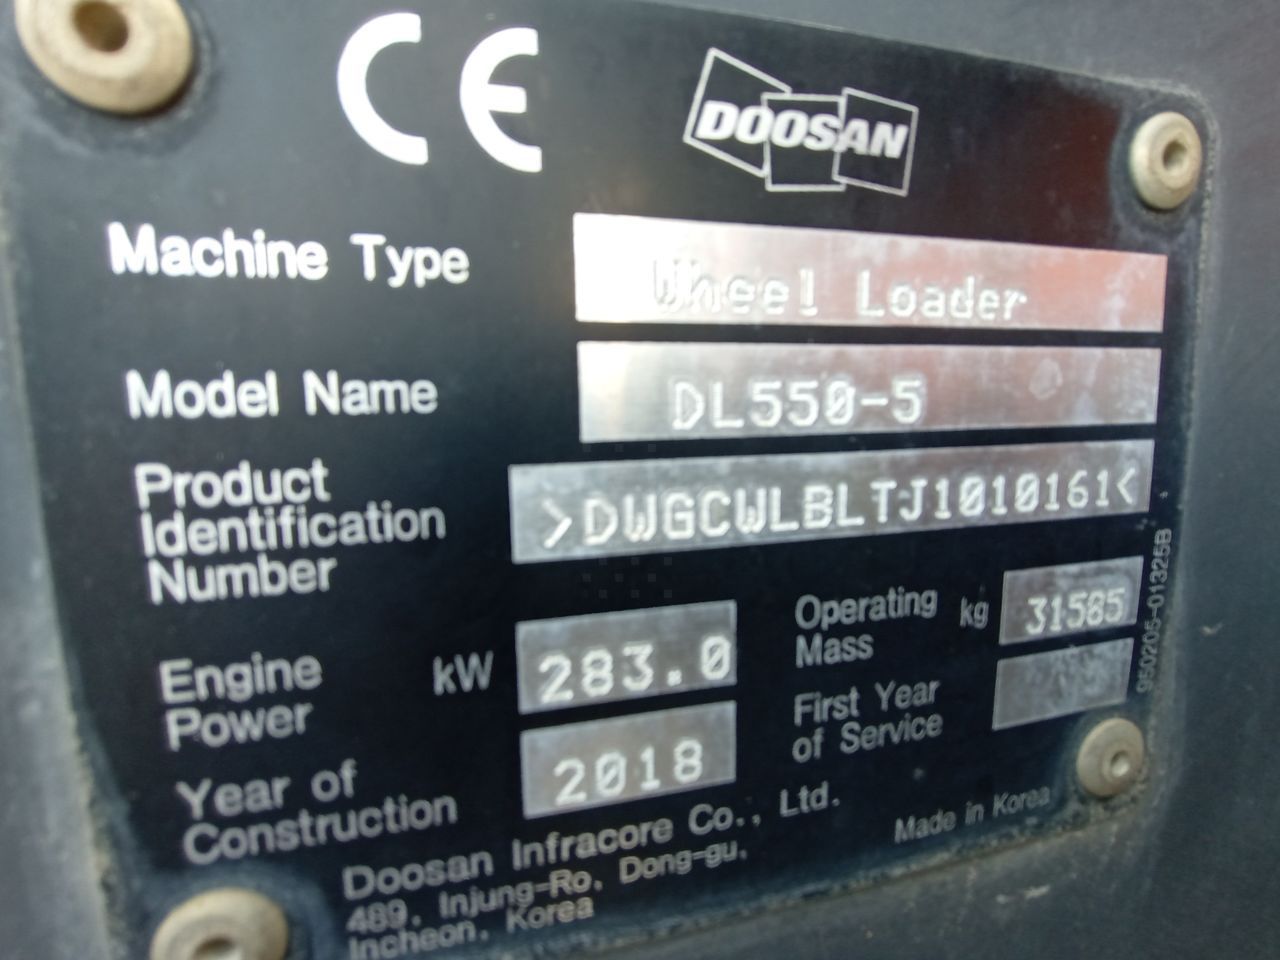 CE
DOOSAN
Machine Type Wheel Loader
Model Name DL550-5
Product
Identification
Number
>DWGCWLBLTJ1010161<
Engine
Power
kW 283.0
Operating
Mass
kg 31585
Year of
Construction
2018
First Year
of Service
950205-01325B
Doosan Infracore Co., Ltd.
489, Injung-Ro, Dong-gu,
Incheon, Korea
Made in Korea